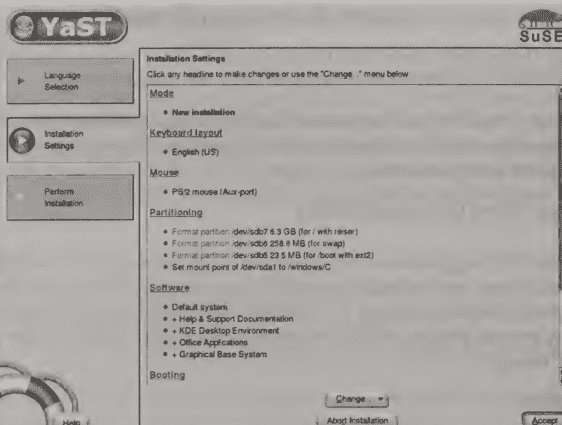 YaST
SuSE
Language
Selection
Installation
Settings
Perform
Installation
Installation Settings
Click any headline to make changes or use the "Change..." menu below
Mode
New installation
Keyboard layout
English (US)
Mouse
PS/2 mouse (Aux-port)
Partitioning
Format partition /dev/sdb7 6.3 GB (for / with reiser)
Format partition /dev/sdb6 258.8 MB (for swap)
Format partition /dev/sdb5 23.5 MB (for /boot with ext2)
Set mount point of /dev/sda1 to /windows/C
Software
Default system
+ Help & Support Documentation
+ KDE Desktop Environment
+ Office Applications
+ Graphical Base System
Booting
Change...
Help
Abort Installation
Accept